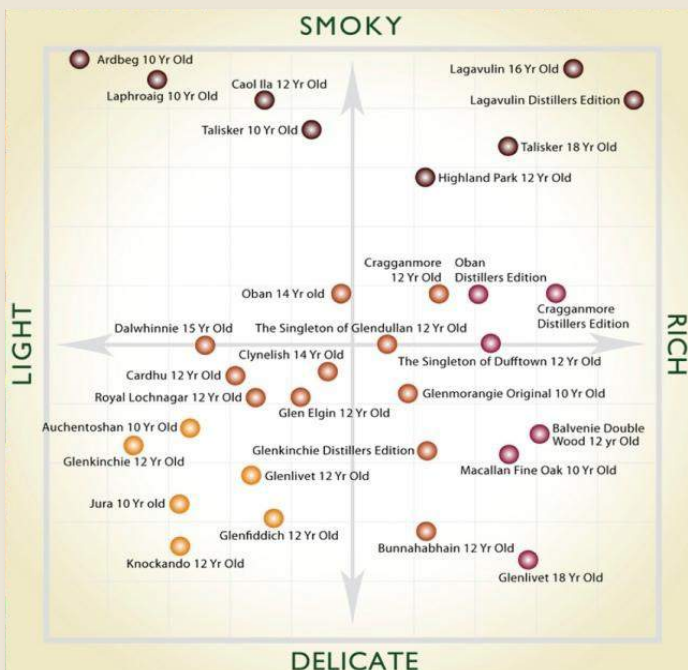 SMOKY
Ardbeg 10 Yr Old
Laphroaig 10 Yr Old
Caol Ila 12 Yr Old
Talisker 10 Yr Old
Lagavulin 16 Yr Old
Lagavulin Distillers Edition
Talisker 18 Yr Old
Highland Park 12 Yr Old
Oban 14 Yr old
Cragganmore
12 Yr Old
Oban
Distillers Edition
Cragganmore
Distillers Edition
LIGHT
RICH
Dalwhinnie 15 Yr Old
The Singleton of Glendullan 12 Yr Old
Clynelish 14 Yr Old
The Singleton of Dufftown 12 Yr Old
Cardhu 12 Yr Old
Royal Lochnagar 12 Yr Old
Glen Elgin 12 Yr Old
Glenmorangie Original 10 Yr Old
Auchentoshan 10 Yr Old
Glenkinchie 12 Yr Old
Glenkinchie Distillers Edition
Balvenie Double
Wood 12 yr Old
Macallan Fine Oak 10 Yr Old
Glenlivet 12 Yr Old
Jura 10 Yr old
Glenfiddich 12 Yr Old
Knockando 12 Yr Old
Bunnahabhain 12 Yr Old
Glenlivet 18 Yr Old
DELICATE